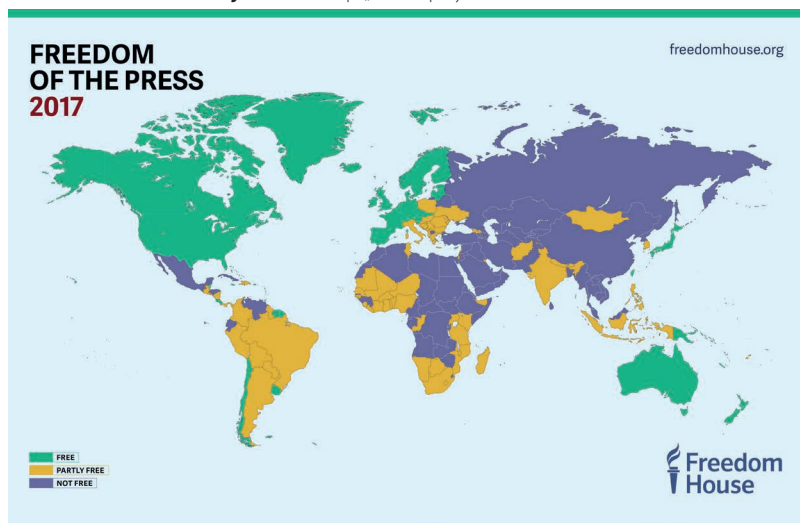 FREEDOM
OF THE PRESS
2017
freedomhouse.org
FREE
PARTLY FREE
NOT FREE
Freedom
House